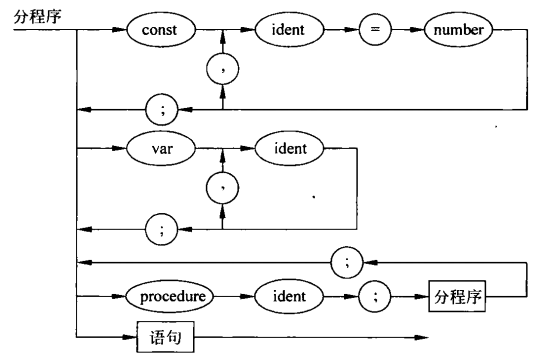 分程序
const ident = number
,
;
var ident
,
;
;
procedure ident ; 分程序
语句